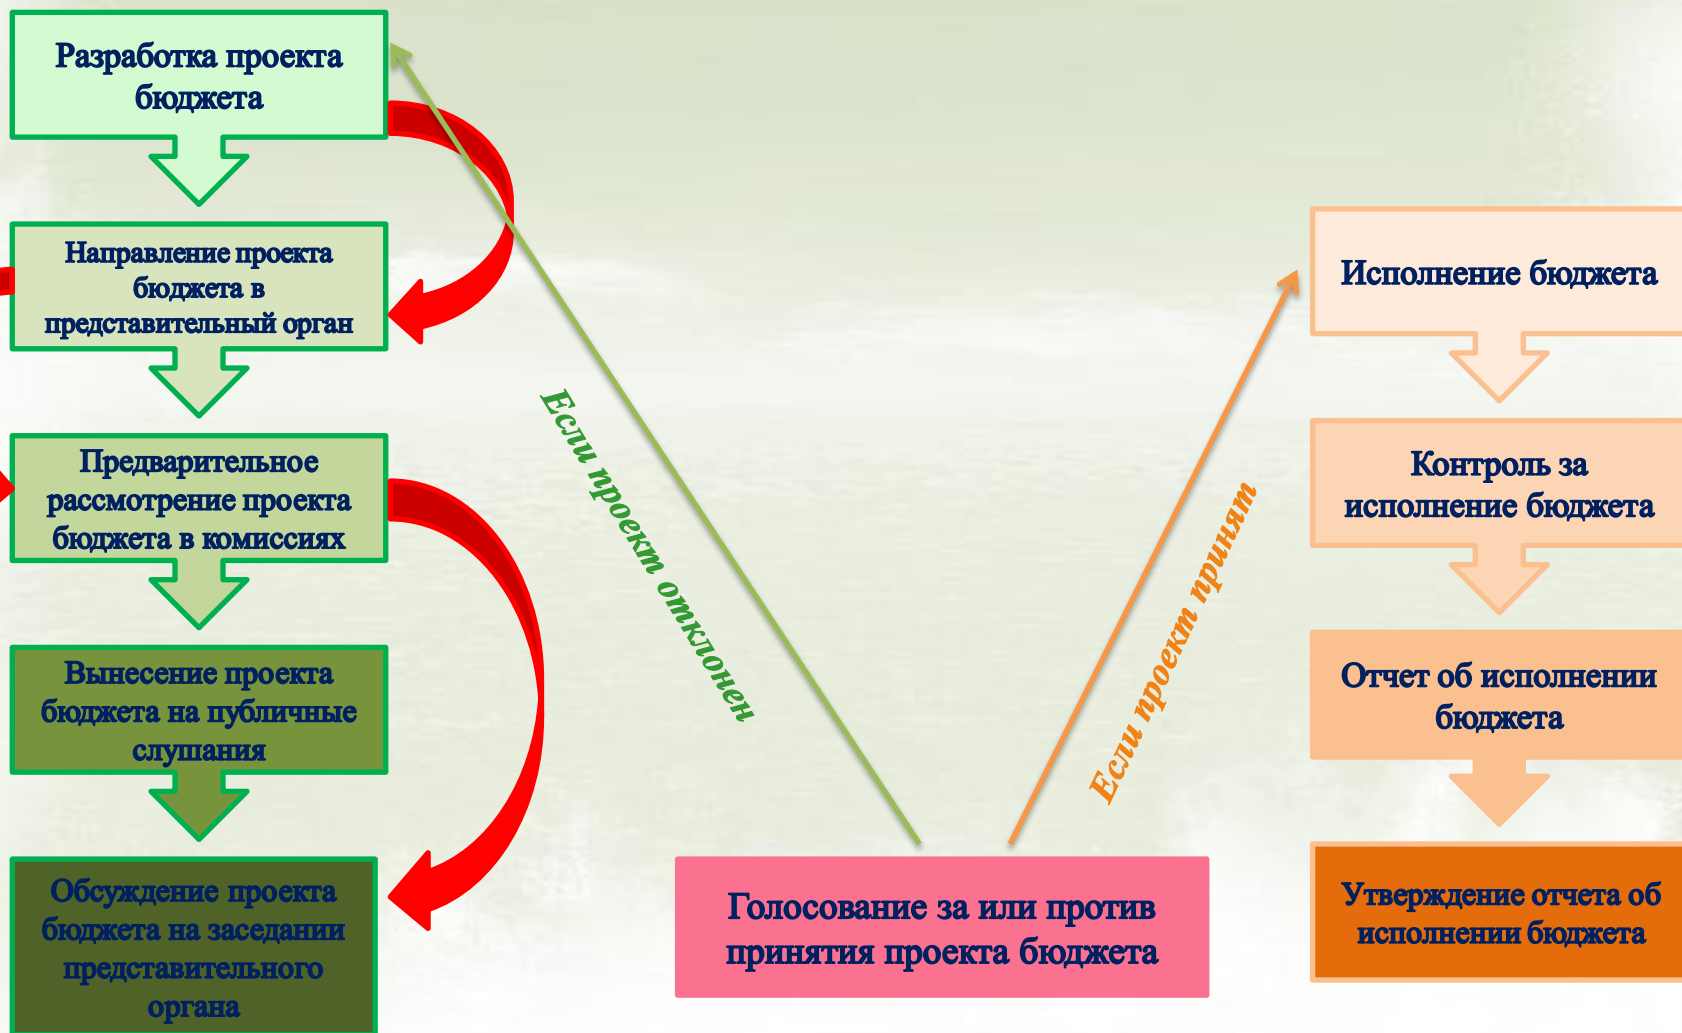 Разработка проекта
бюджета
Направление проекта
бюджета в
представительный орган
Предварительное
рассмотрение проекта
бюджета в комиссиях
Вынесение проекта
бюджета на публичные
слушания
Обсуждение проекта
бюджета на заседании
представительного
органа
Если проект отклонен
Голосование за или против
принятия проекта бюджета
Если проект принят
Исполнение бюджета
Контроль за
исполнение бюджета
Отчет об исполнении
бюджета
Утверждение отчета об
исполнении бюджета